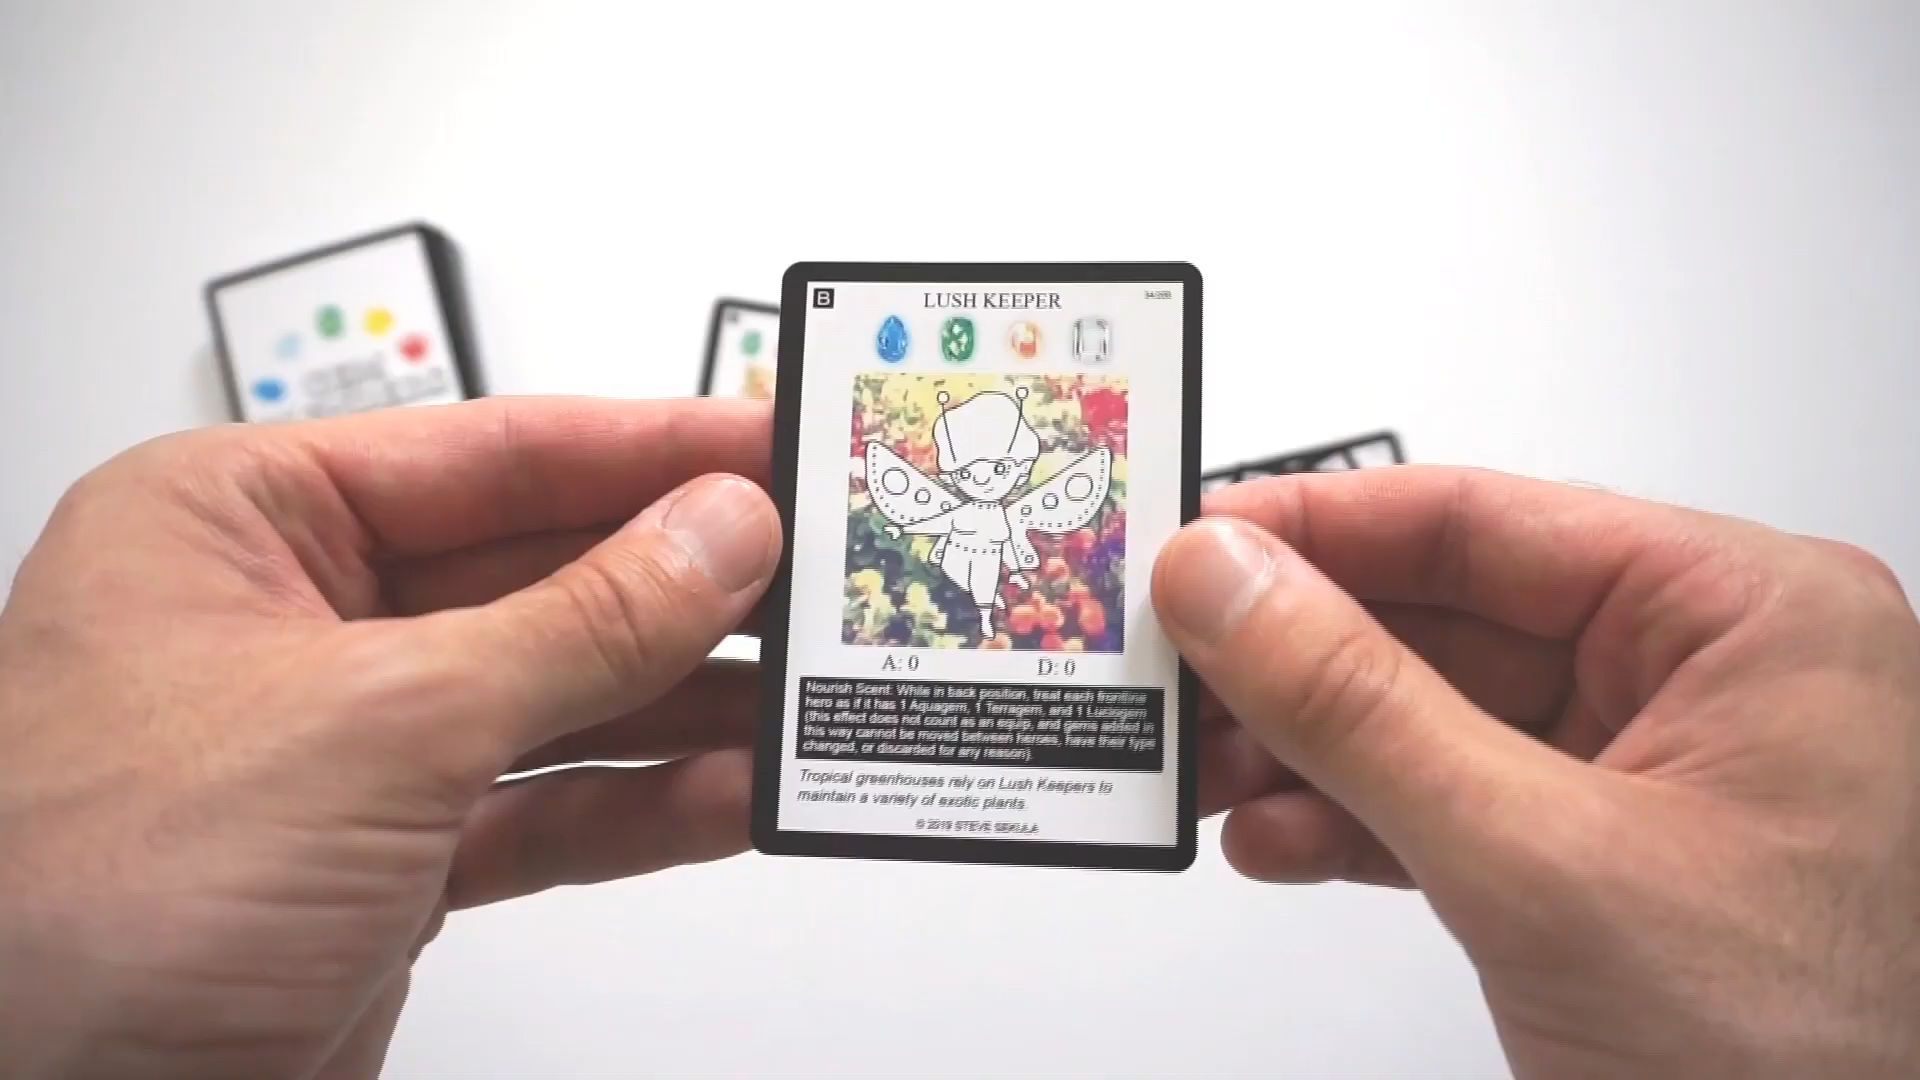 B
LUSH KEEPER
A: 0
D: 0
Nourish Scent: While in back position, treat each frontline
hero as if it has 1 Aquagem, 1 Terragem, and 1 Luciogem
(this effect does not count as an equip, and gems added in
this way cannot be moved between heroes, have their type
changed, or discarded for any reason).
Tropical greenhouses rely on Lush Keepers to
maintain a variety of exotic plants.
© 2019 STEVE SEKULA